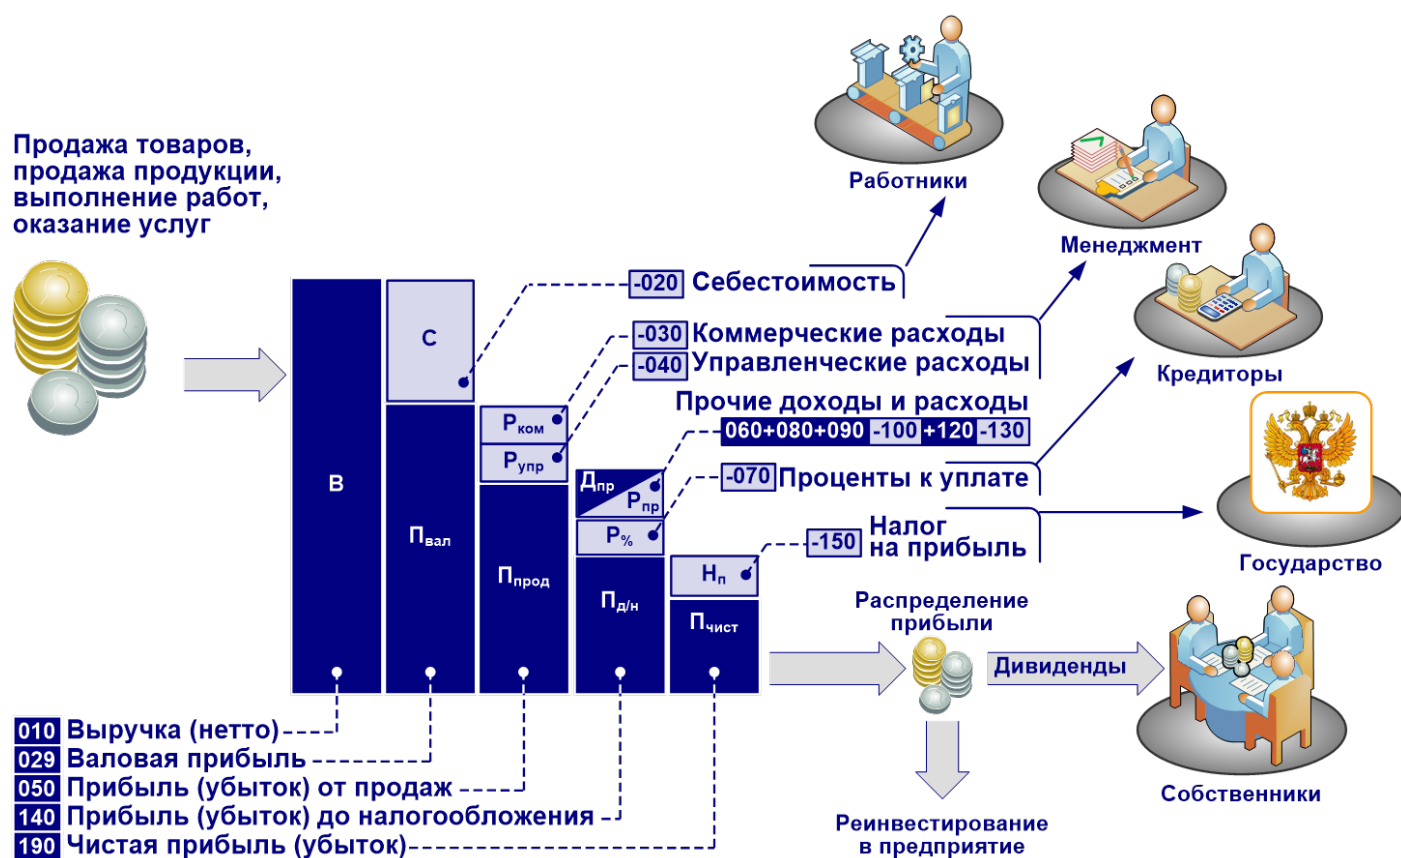 Продажа товаров,
продажа продукции,
выполнение работ,
оказание услуг
Работники
Менеджмент
Кредиторы
Государство
Собственники
-020 Себестоимость
-030 Коммерческие расходы
-040 Управленческие расходы
Прочие доходы и расходы
060+080+090 -100 +120 -130
-070 Проценты к уплате
-150 Налог
на прибыль
В
С
Пвал
Рком
Рупр
Ппрод
Дпр
Рпр
Р%
Пд/н
Нп
Пчист
Распределение
прибыли
Дивиденды
Реинвестирование
в предприятие
010 Выручка (нетто)
029 Валовая прибыль
050 Прибыль (убыток) от продаж
140 Прибыль (убыток) до налогообложения
190 Чистая прибыль (убыток)